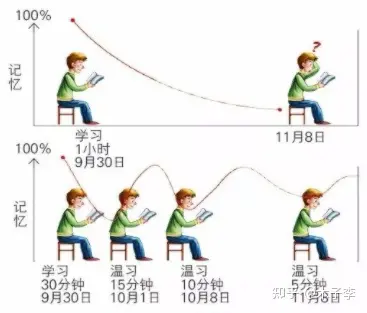 100%
记忆
?
学习
1小时
9月30日
11月8日
100%
记忆
学习
30分钟
9月30日
温习
15分钟
10月1日
温习
10分钟
10月8日
温习
5分钟
11月8日
知乎
李